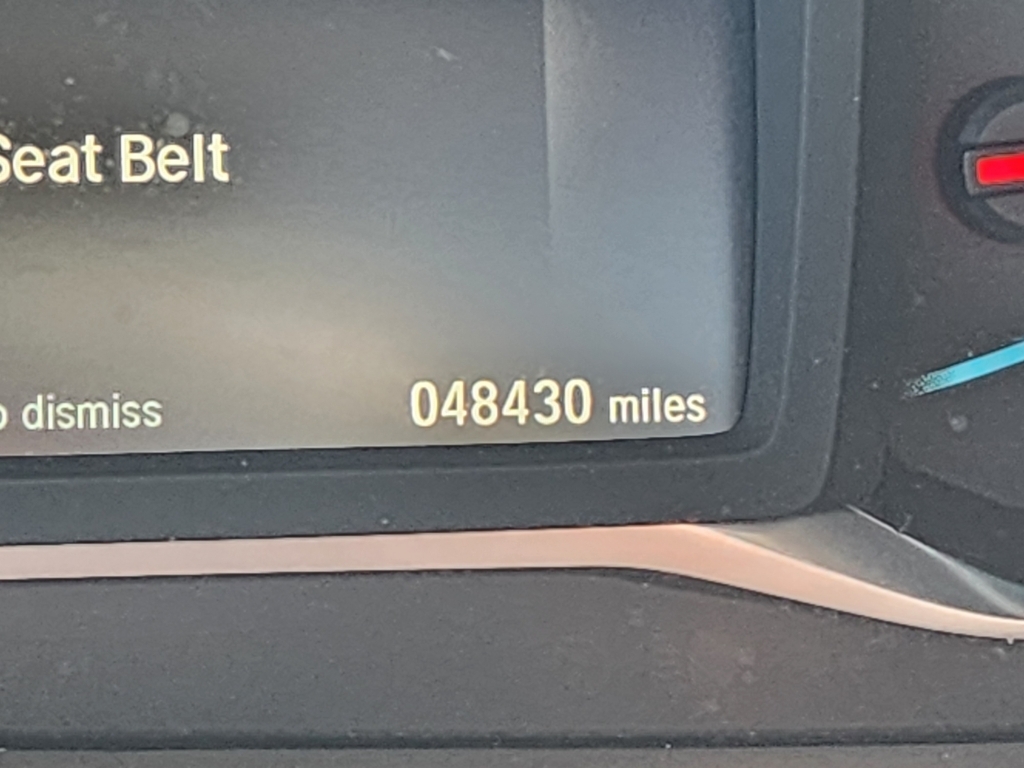 Seat Belt
dismiss
048430 miles